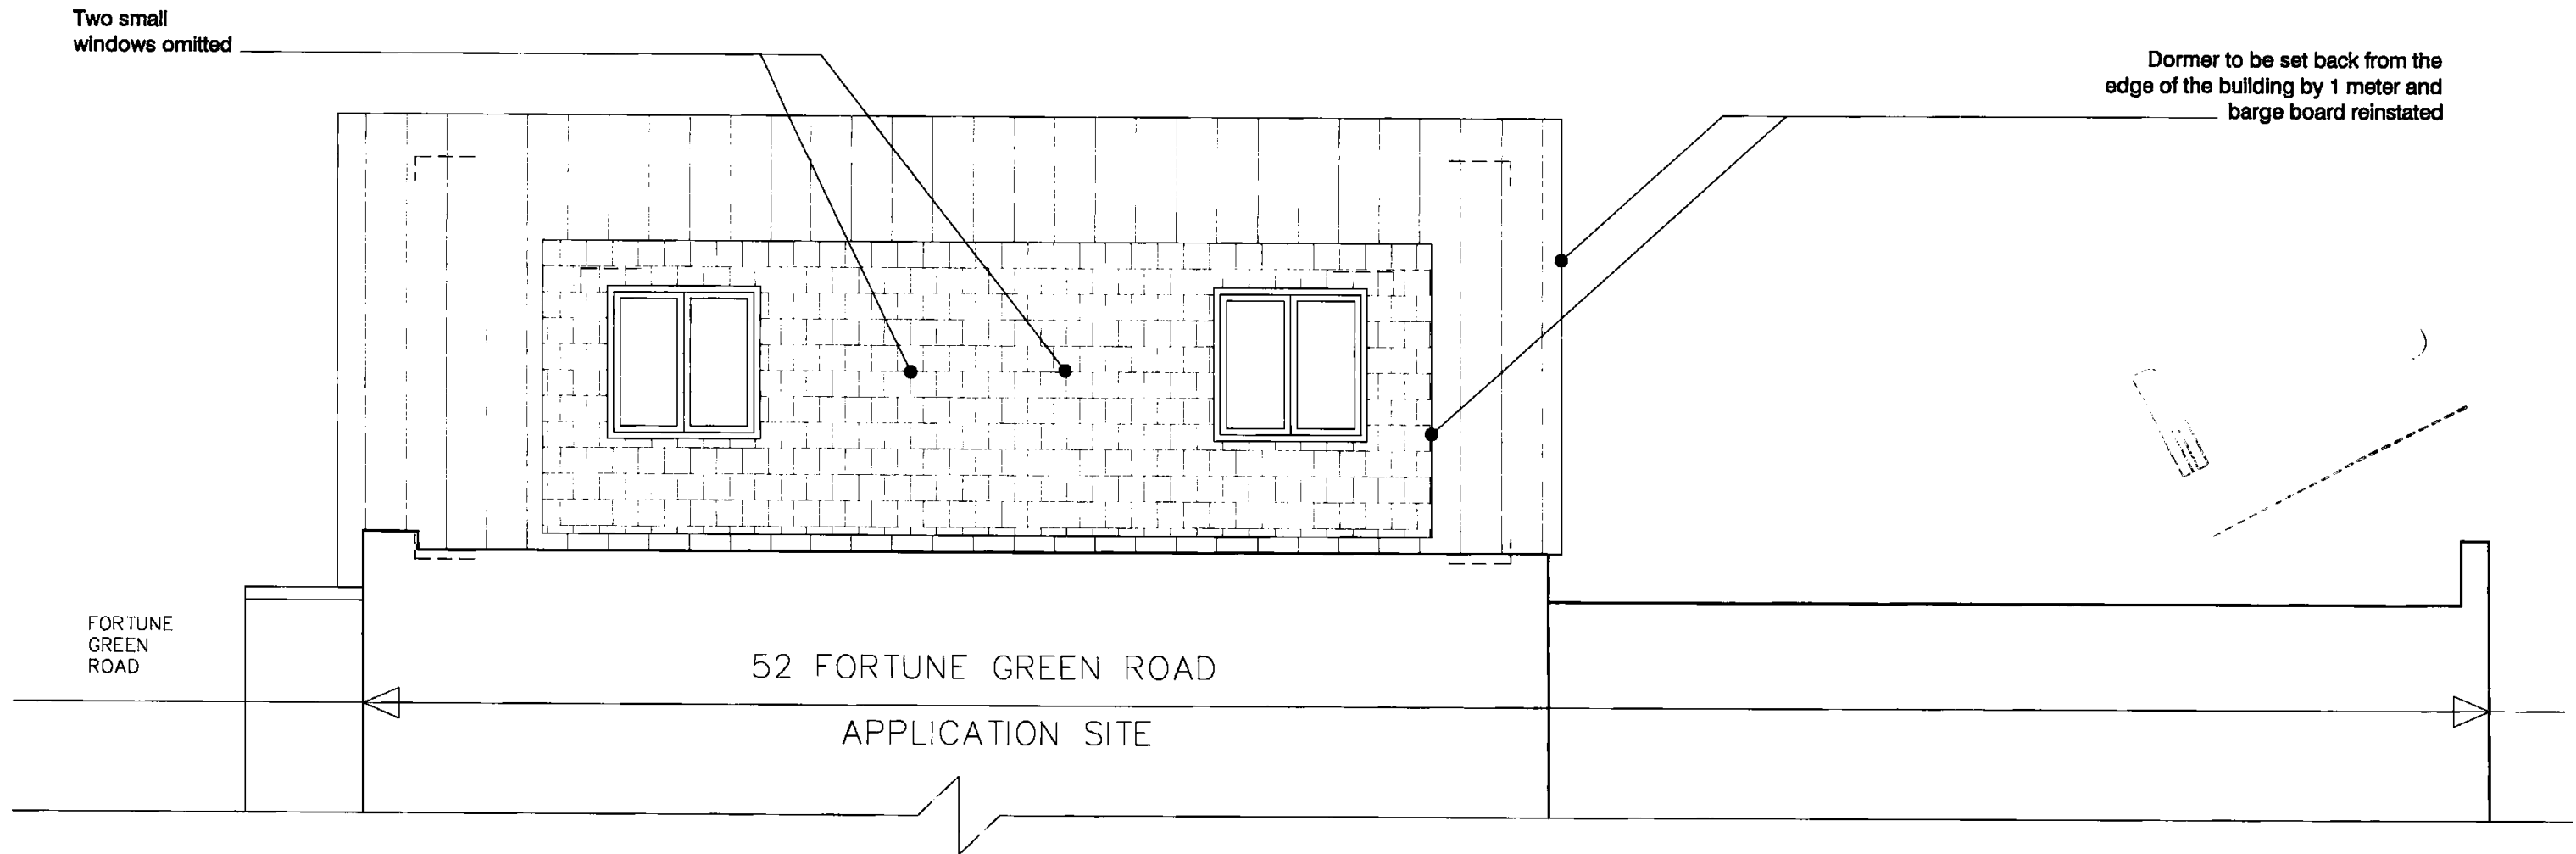 Two small
windows omitted
Dormer to be set back from the
edge of the building by 1 meter and
barge board reinstated
FORTUNE
GREEN
ROAD
52 FORTUNE GREEN ROAD
APPLICATION SITE